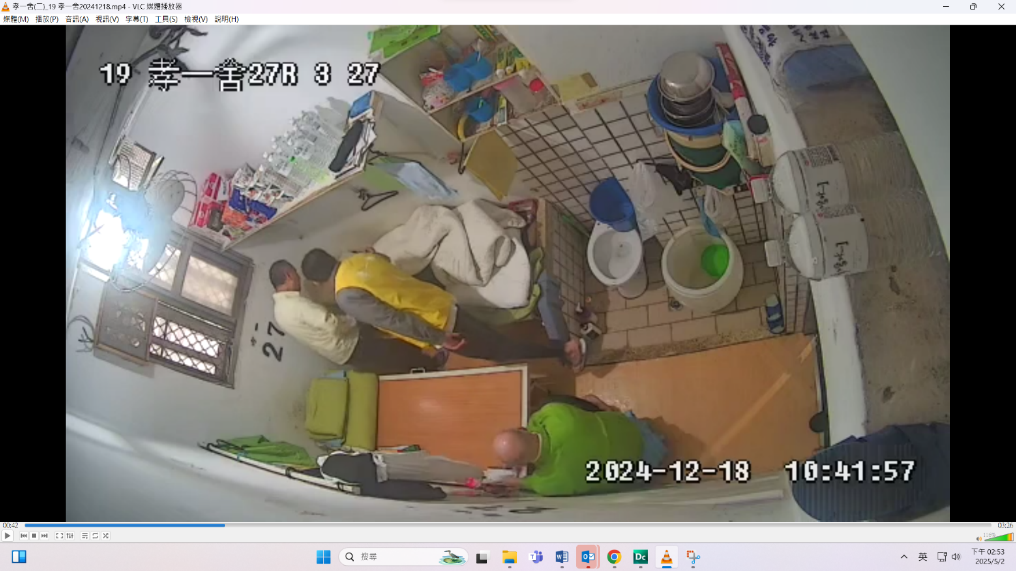 孝一舍(二)_19 孝一舍20241218.mp4 - VLC 媒體播放器
媒體(M) 播放(P) 音訊(A) 視訊(V) 字幕(T) 工具(S) 檢視(V) 說明(H)
19 孝一舍27R 3 27
27
2024-12-18 10:41:57
00:42
搜尋
英
下午 02:53
2025/5/2